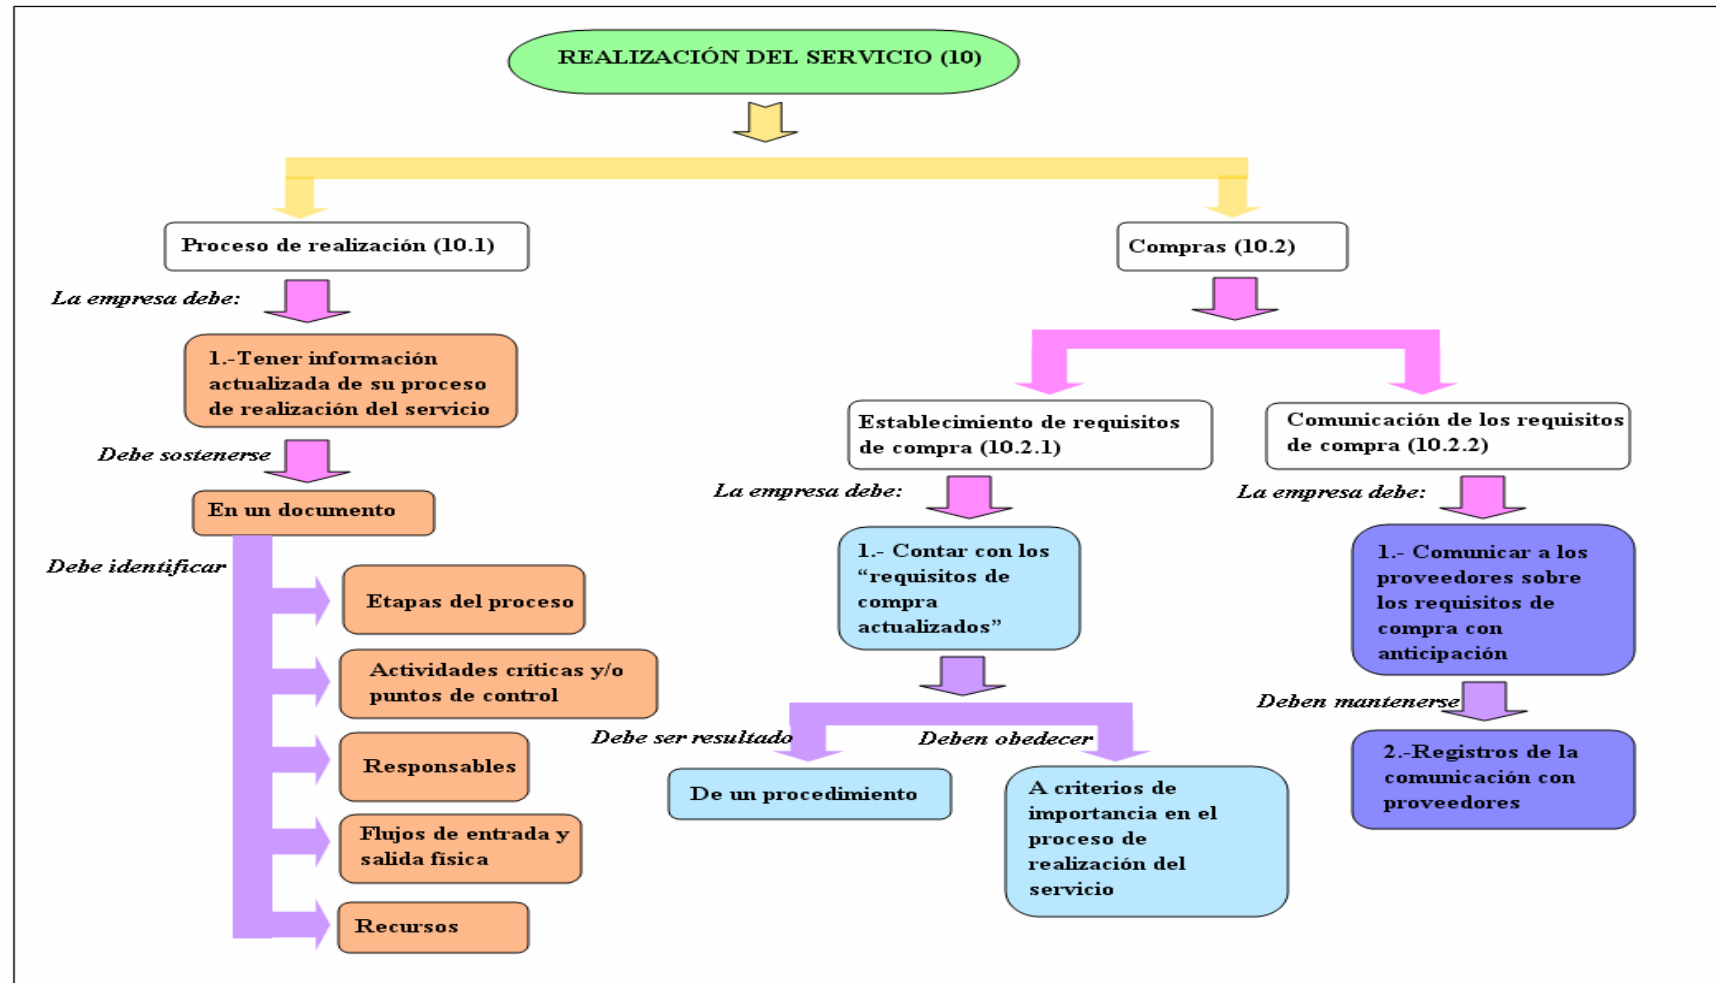 REALIZACIÓN DEL SERVICIO (10)
Proceso de realización (10.1)
La empresa debe:
1.-Tener información
actualizada de su proceso
de realización del servicio
Debe sostenerse
En un documento
Debe identificar
Etapas del proceso
Actividades críticas y/o
puntos de control
Responsables
Flujos de entrada y
salida física
Recursos
Compras (10.2)
Establecimiento de requisitos
de compra (10.2.1)
La empresa debe:
1.- Contar con los
“requisitos de
compra
actualizados”
Debe ser resultado
De un procedimiento
Deben obedecer
A criterios de
importancia en el
proceso de
realización del
servicio
Comunicación de los requisitos
de compra (10.2.2)
La empresa debe:
1.- Comunicar a los
proveedores sobre
los requisitos de
compra con
anticipación
Deben mantenerse
2.-Registros de la
comunicación con
proveedores